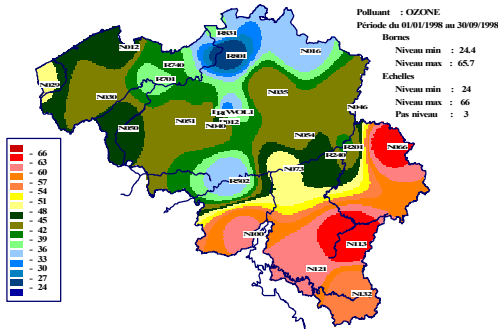 Polluant : OZONE
Période du 01/01/1998 au 30/09/1998
Bornes
Niveau min : 24.4
Niveau max : 65.7
Echelles
Niveau min : 24
Niveau max : 66
Pas niveau : 3
R831
N012
N016
R740
R801
R701
N029
N030
N035
WOL1
N046
N051
N040
N050
N054
R201
N066
R240
N073
R502
N100
N113
N121
N132
- 66
- 63
- 60
- 57
- 54
- 51
- 48
- 45
- 42
- 39
- 36
- 33
- 30
- 27
- 24